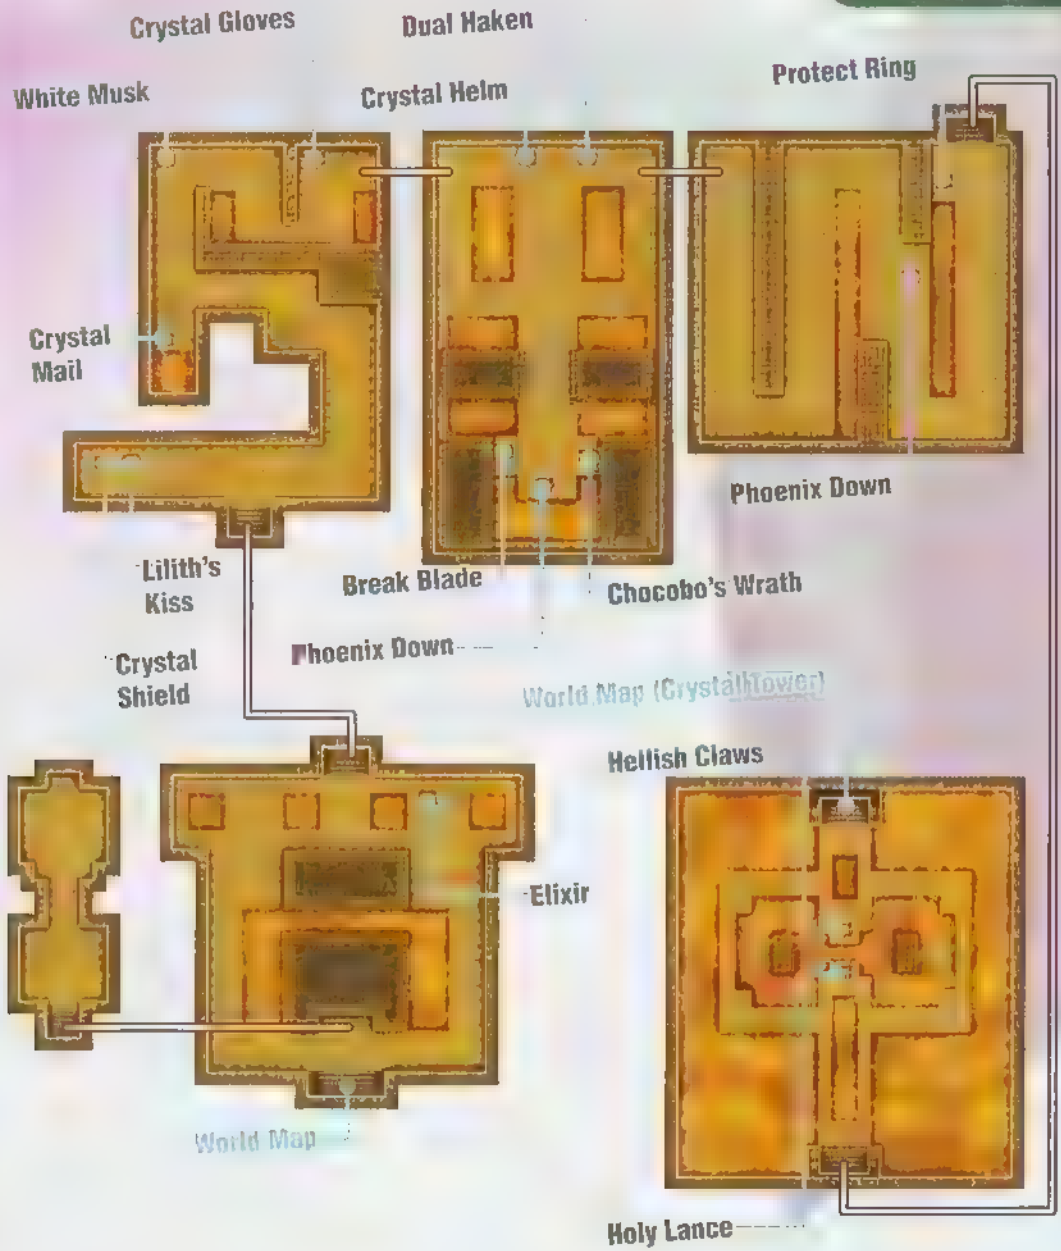 Crystal Gloves
Dual Haken
White Musk
Crystal Helm
Protect Ring
Crystal
Mail
Phoenix Down
Lilith's
Kiss
Break Blade
Chocobo's Wrath
Crystal
Shield
Phoenix Down
World Map (Crystal Tower)
Hellish Claws
Elixir
World Map
Holy Lance